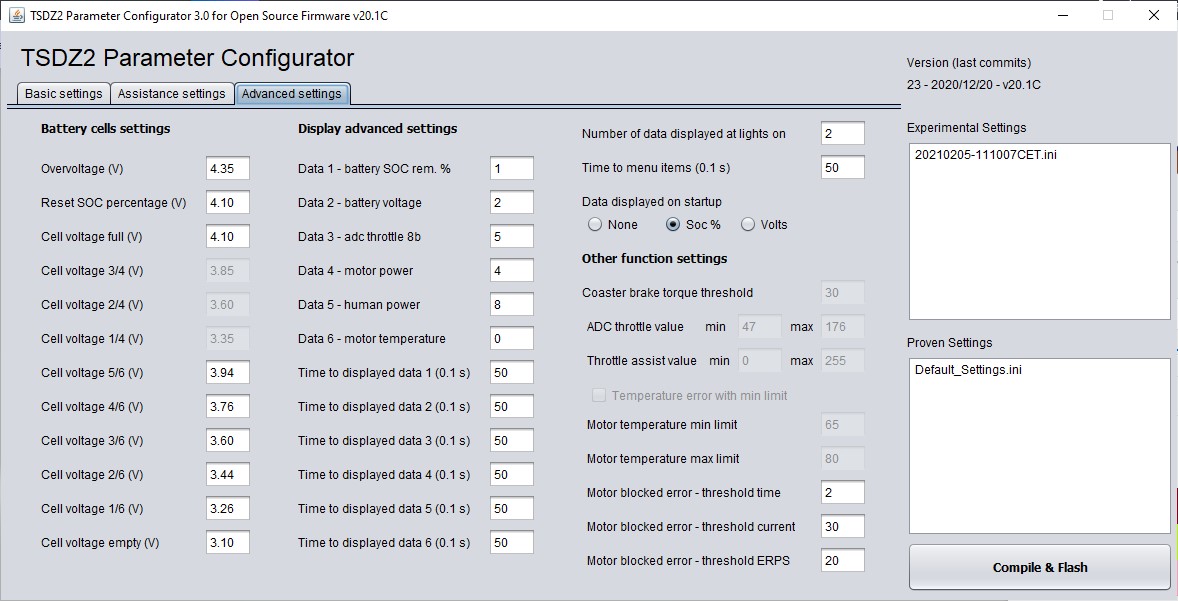 TSDZ2 Parameter Configurator 3.0 for Open Source Firmware v20.1C
TSDZ2 Parameter Configurator
Basic settings
Assistance settings
Advanced settings
Battery cells settings
Overvoltage (V) 4.35
Reset SOC percentage (V) 4.10
Cell voltage full (V) 4.10
Cell voltage 3/4 (V) 3.85
Cell voltage 2/4 (V) 3.60
Cell voltage 1/4 (V) 3.35
Cell voltage 5/6 (V) 3.94
Cell voltage 4/6 (V) 3.76
Cell voltage 3/6 (V) 3.60
Cell voltage 2/6 (V) 3.44
Cell voltage 1/6 (V) 3.26
Cell voltage empty (V) 3.10
Display advanced settings
Data 1 - battery SOC rem. % 1
Data 2 - battery voltage 2
Data 3 - adc throttle 8b 5
Data 4 - motor power 4
Data 5 - human power 8
Data 6 - motor temperature 0
Time to displayed data 1 (0.1 s) 50
Time to displayed data 2 (0.1 s) 50
Time to displayed data 3 (0.1 s) 50
Time to displayed data 4 (0.1 s) 50
Time to displayed data 5 (0.1 s) 50
Time to displayed data 6 (0.1 s) 50
Number of data displayed at lights on 2
Time to menu items (0.1 s) 50
Data displayed on startup
None Soc % Volts
Other function settings
Coaster brake torque threshold 30
ADC throttle value min 47 max 176
Throttle assist value min 0 max 255
Temperature error with min limit
Motor temperature min limit 65
Motor temperature max limit 80
Motor blocked error - threshold time 2
Motor blocked error - threshold current 30
Motor blocked error - threshold ERPS 20
Version (last commits)
23 - 2020/12/20 - v20.1C
Experimental Settings
20210205-111007CET.ini
Proven Settings
Default_Settings.ini
Compile & Flash